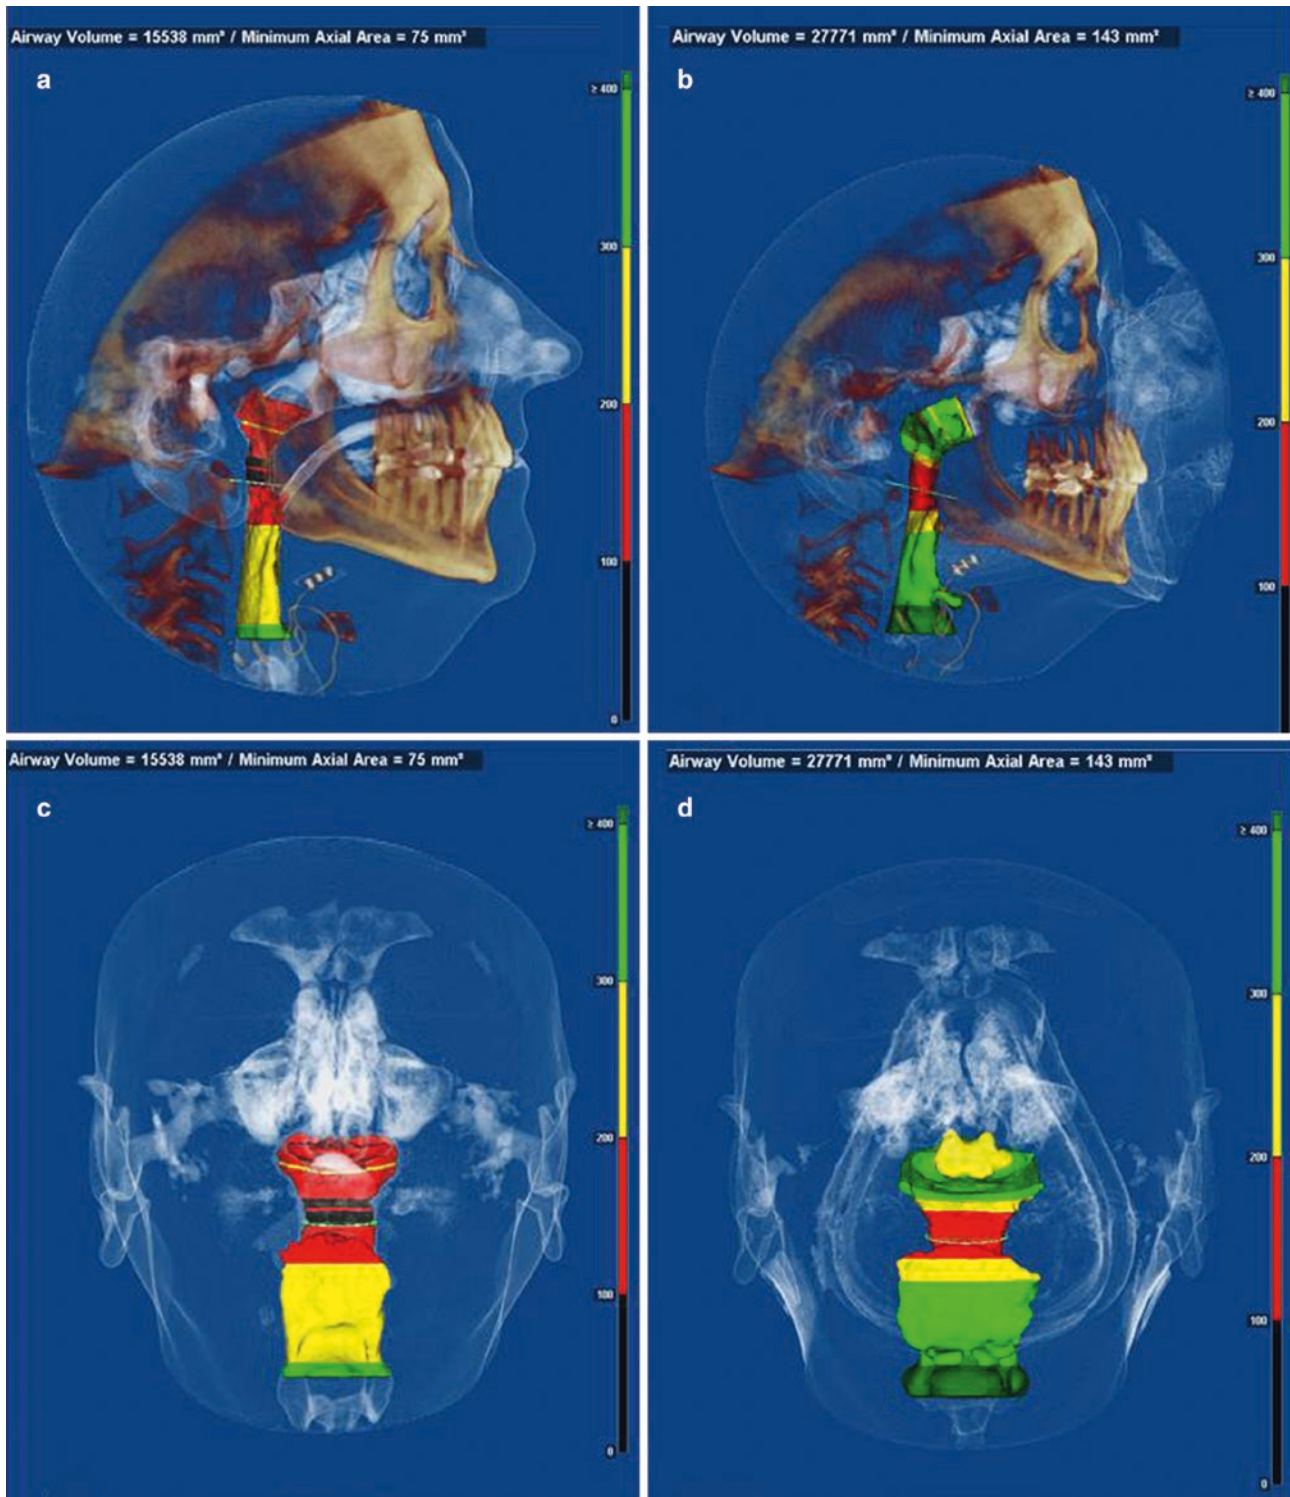 Airway Volume = 15538 mm³ / Minimum Axial Area = 75 mm²
a
≥ 400
300
200
100
0
Airway Volume = 27771 mm³ / Minimum Axial Area = 143 mm²
b
≥ 400
300
200
100
Airway Volume = 15538 mm³ / Minimum Axial Area = 75 mm²
c
≥ 400
300
200
100
0
Airway Volume = 27771 mm³ / Minimum Axial Area = 143 mm²
d
≥ 400
300
200
100
0